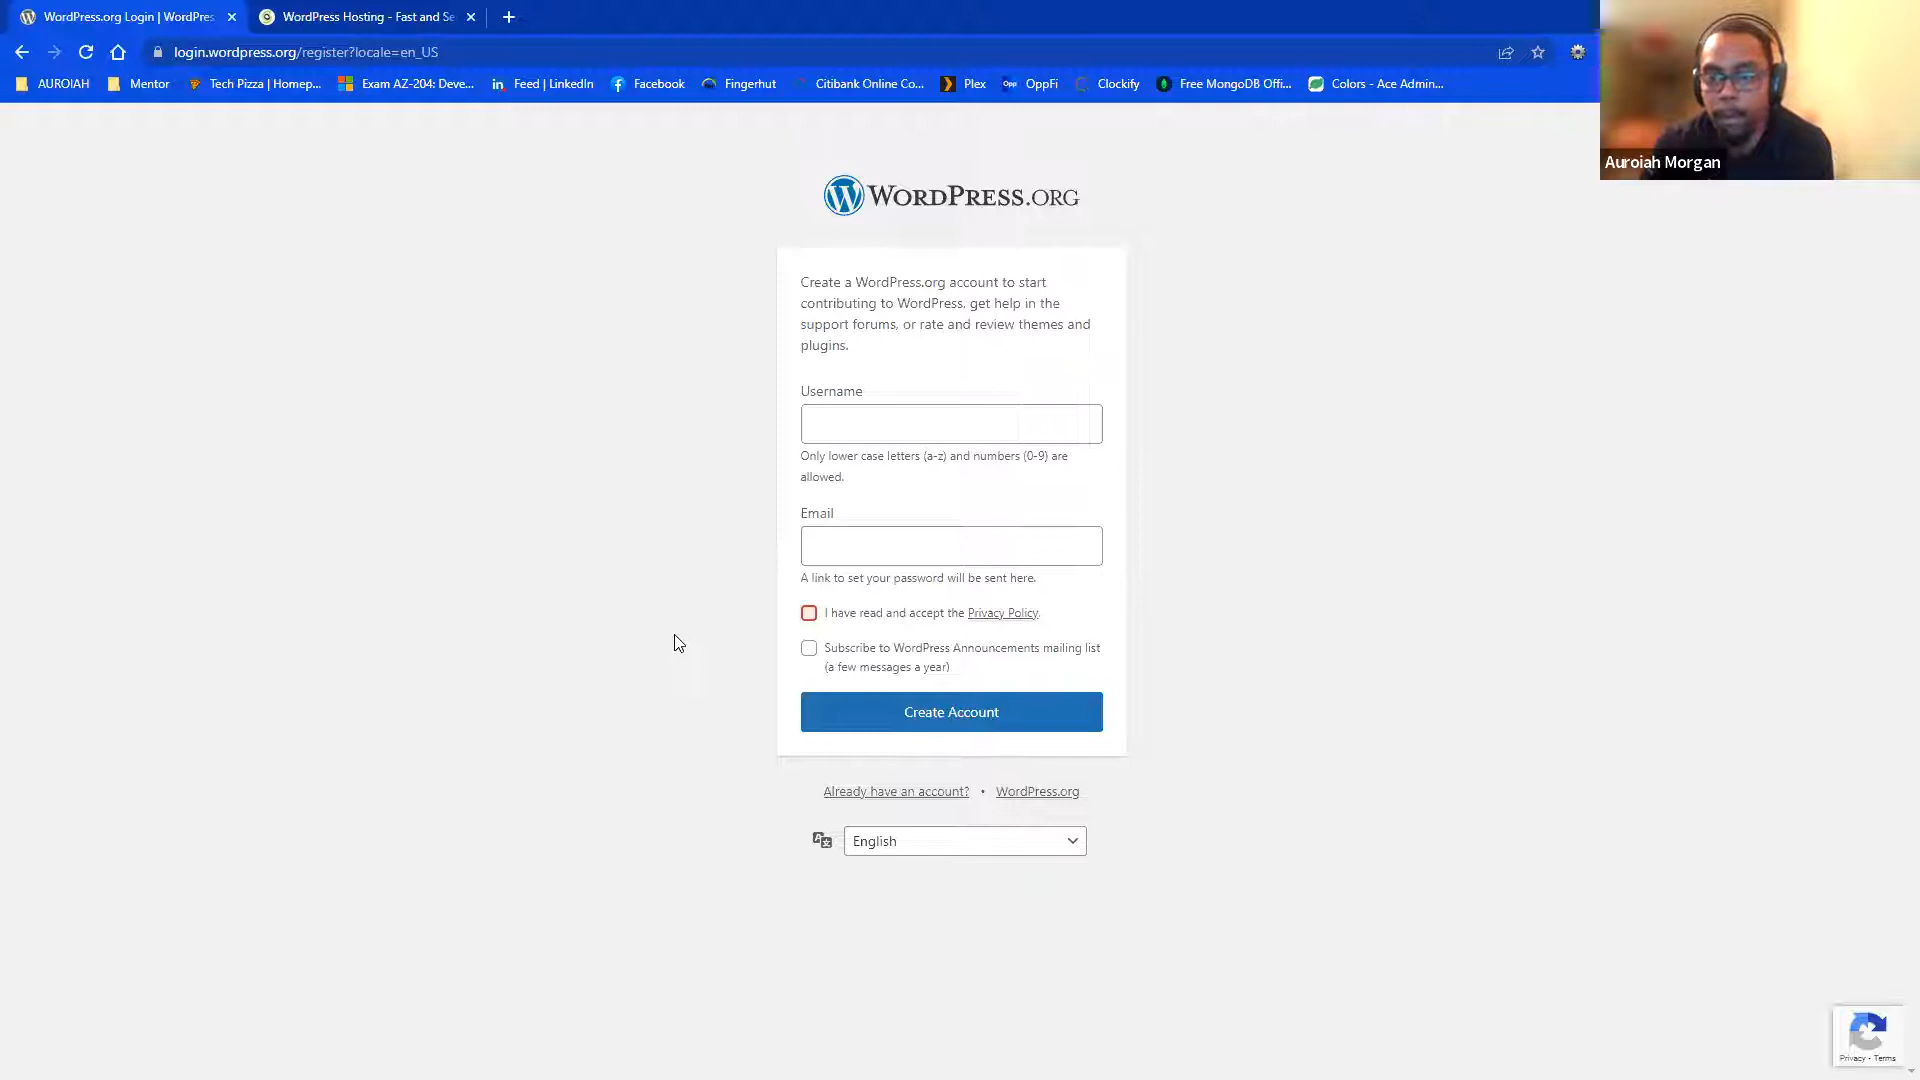 WordPress.org Login | WordPres
WordPress Hosting - Fast and Se
login.wordpress.org/register?locale=en_US
AUROIAH
Mentor
Tech Pizza | Homep...
Exam AZ-204: Deve...
Feed | LinkedIn
Facebook
Fingerhut
Citibank Online Co...
Plex
Opp
OppFi
Clockify
Free MongoDB Offi...
Colors - Ace Admin...
Auroiah Morgan
WORDPRESS.ORG
Create a WordPress.org account to start
contributing to WordPress, get help in the
support forums, or rate and review themes and
plugins.
Username
Only lower case letters (a-z) and numbers (0-9) are
allowed.
Email
A link to set your password will be sent here.
I have read and accept the Privacy Policy.
Subscribe to WordPress Announcements mailing list
(a few messages a year)
Create Account
Already have an account? • WordPress.org
English
Privacy - Terms